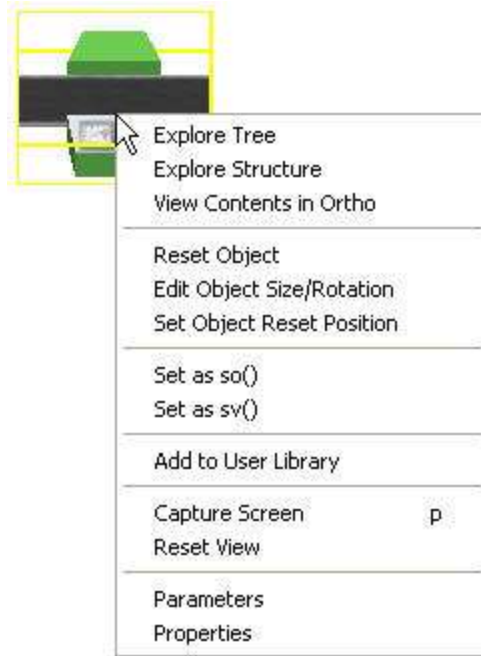 Explore Tree
Explore Structure
View Contents in Ortho
Reset Object
Edit Object Size/Rotation
Set Object Reset Position
Set as so()
Set as sv()
Add to User Library
Capture Screen p
Reset View
Parameters
Properties